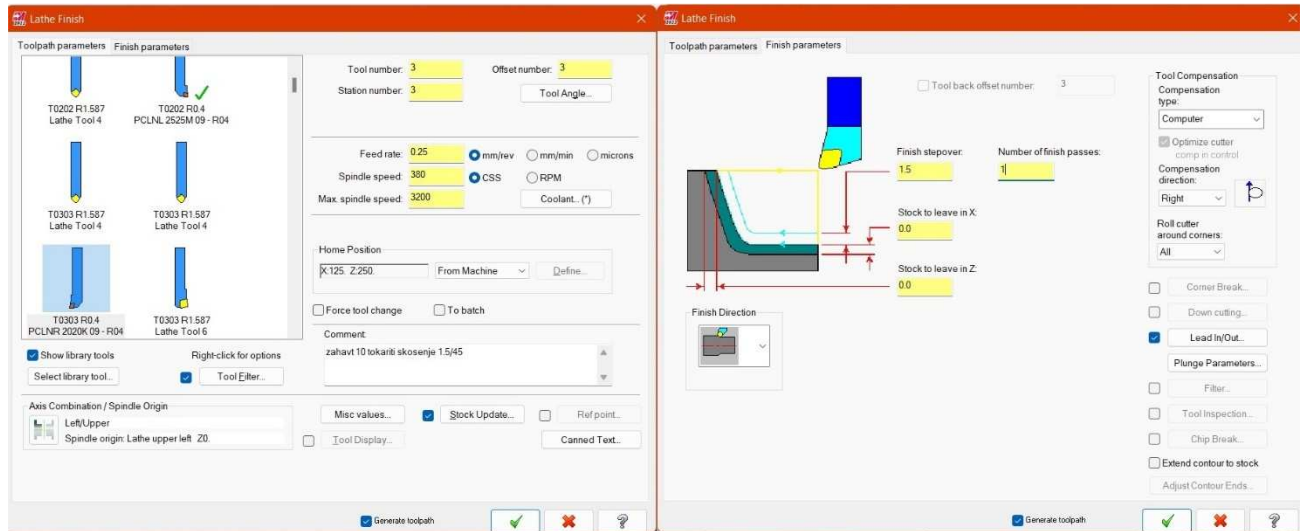 Lathe Finish
Toolpath parameters Finish parameters
T0202 R1.587
Lathe Tool 4
T0202 R0.4
PCLNL 2525M 09 - R04
T0303 R1.587
Lathe Tool 4
T0303 R1.587
Lathe Tool 4
T0303 R0.4
PCLNR 2020K 09 - R04
T0303 R1.587
Lathe Tool 6
Show library tools
Right-click for options
Select library tool...
Tool Filter...
Axis Combination / Spindle Origin
Left/Upper
Spindle origin: Lathe upper left Z0.
Tool number: 3
Offset number: 3
Station number: 3
Tool Angle...
Feed rate: 0.25 mm/rev mm/min microns
Spindle speed: 380 CSS RPM
Max. spindle speed: 3200
Coolant.. (*)
Home Position
X:125. Z:250. From Machine Define...
Force tool change To batch
Comment:
zahavt 10 tokariti skosenje 1.5/45
Misc values... Stock Update... Ref point...
Tool Display... Canned Text...
Generate toolpath
Lathe Finish
Toolpath parameters Finish parameters
Tool back offset number: 3
Finish stepover: 1.5
Number of finish passes: 1
Stock to leave in X:
0.0
Stock to leave in Z:
0.0
Finish Direction
Tool Compensation
Compensation
type:
Computer
Optimize cutter
comp in control
Compensation
direction:
Right
Roll cutter
around corners:
All
Corner Break...
Down cutting...
Lead In/Out...
Plunge Parameters...
Filter...
Tool Inspection...
Chip Break...
Extend contour to stock
Adjust Contour Ends...
Generate toolpath